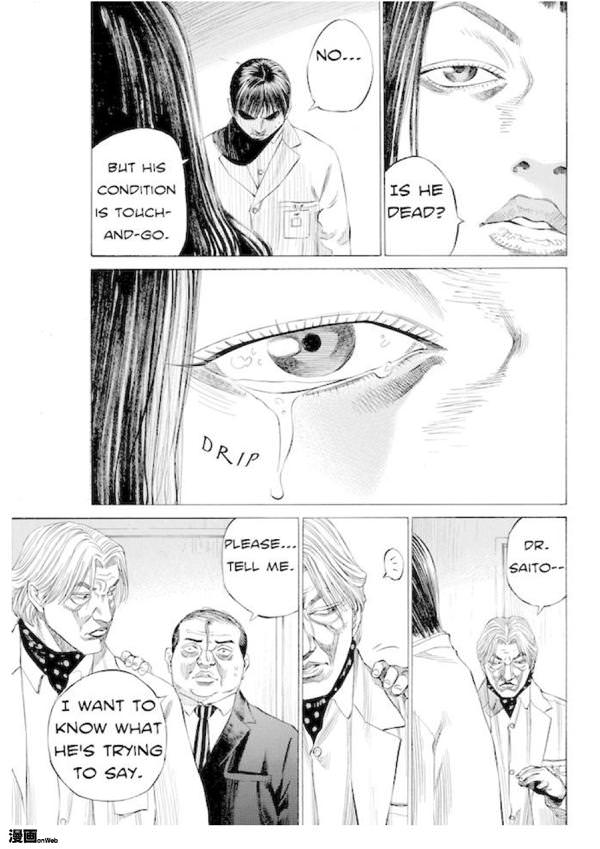 IS HE
DEAD?
NO...
BUT HIS
CONDITION
IS TOUCH-
AND-GO.
DRIP
DR.
SAITO--
PLEASE...
TELL ME.
I WANT TO
KNOW WHAT
HE'S TRYING
TO SAY.
漫画onWeb